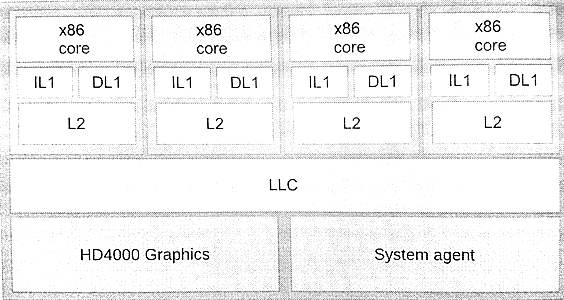 x86 core
x86 core
x86 core
x86 core
IL1 DL1
IL1 DL1
IL1 DL1
IL1 DL1
L2
L2
L2
L2
LLC
HD4000 Graphics
System agent